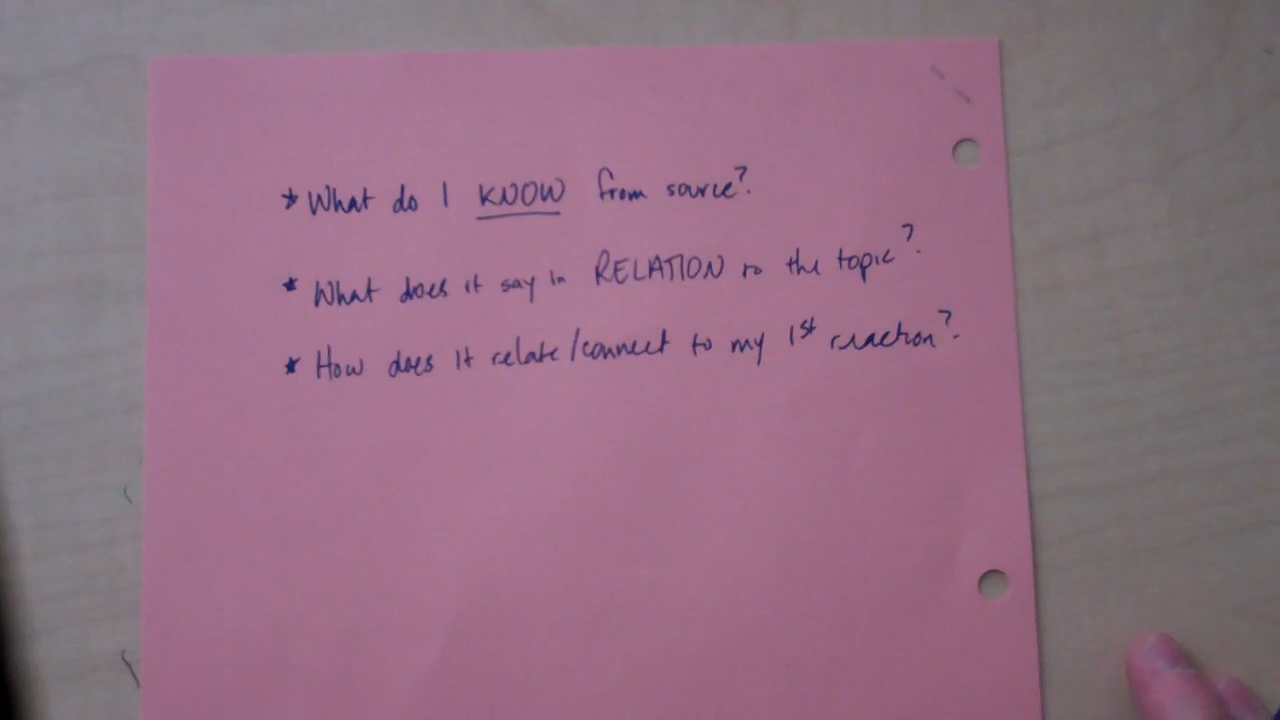 * What do I KNOW from source?
* What does it say in RELATION to the topic?
* How does it relate/connect to my 1st reaction?